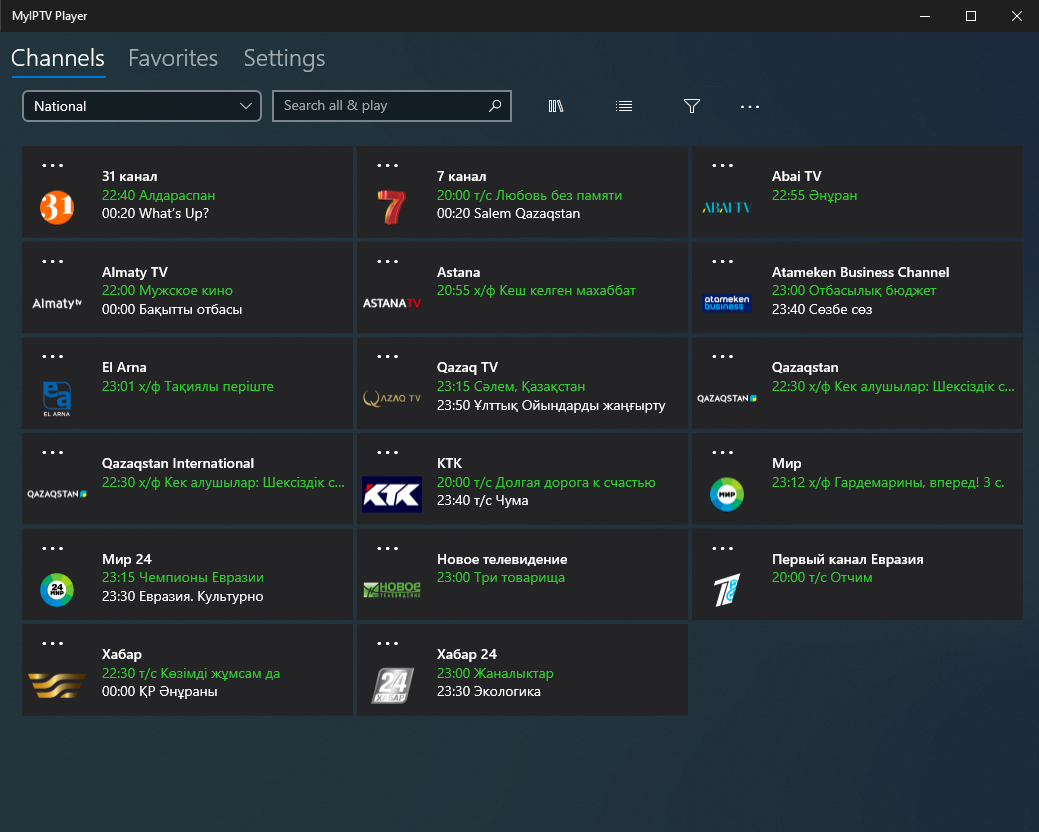 MyIPTV Player
Channels Favorites Settings
National
Search all & play
31 канал
22:40 Алдараспан
00:20 What's Up?
31
7 канал
20:00 т/с Любовь без памяти
00:20 Salem Qazaqstan
7
Abai TV
22:55 Әнұран
ABAI TV
Almaty TV
22:00 Мужское кино
00:00 Бақытты отбасы
Almaty tv
Astana
20:55 х/ф Кеш келген махаббат
ASTANA TV
Atameken Business Channel
23:00 Отбасылық бюджет
23:40 Сөзбе сөз
atameken
business
El Arna
23:01 х/ф Тақиялы періште
ea
EL ARNA
Qazaq TV
23:15 Сәлем, Қазақстан
23:50 Ұлттық Ойындарды жаңғырту
QAZAQ TV
Qazaqstan
22:30 х/ф Кек алушылар: Шексіздік с...
QAZAQSTAN
Qazaqstan International
22:30 х/ф Кек алушылар: Шексіздік с...
QAZAQSTAN
КТК
20:00 т/с Долгая дорога к счастью
23:40 т/с Чума
КТК
Мир
23:12 х/ф Гардемарины, вперед! 3 с.
МИР
Мир 24
23:15 Чемпионы Евразии
23:30 Евразия. Культурно
24
МИР
Новое телевидение
23:00 Три товарища
НОВОЕ
ТЕЛЕВИДЕНИЕ
Первый канал Евразия
20:00 т/с Отчим
Хабар
22:30 т/с Көзімді жұмсам да
00:00 ҚР Әнұраны
Хабар 24
23:00 Жаналыктар
23:30 Экологика
24
ХАБАР